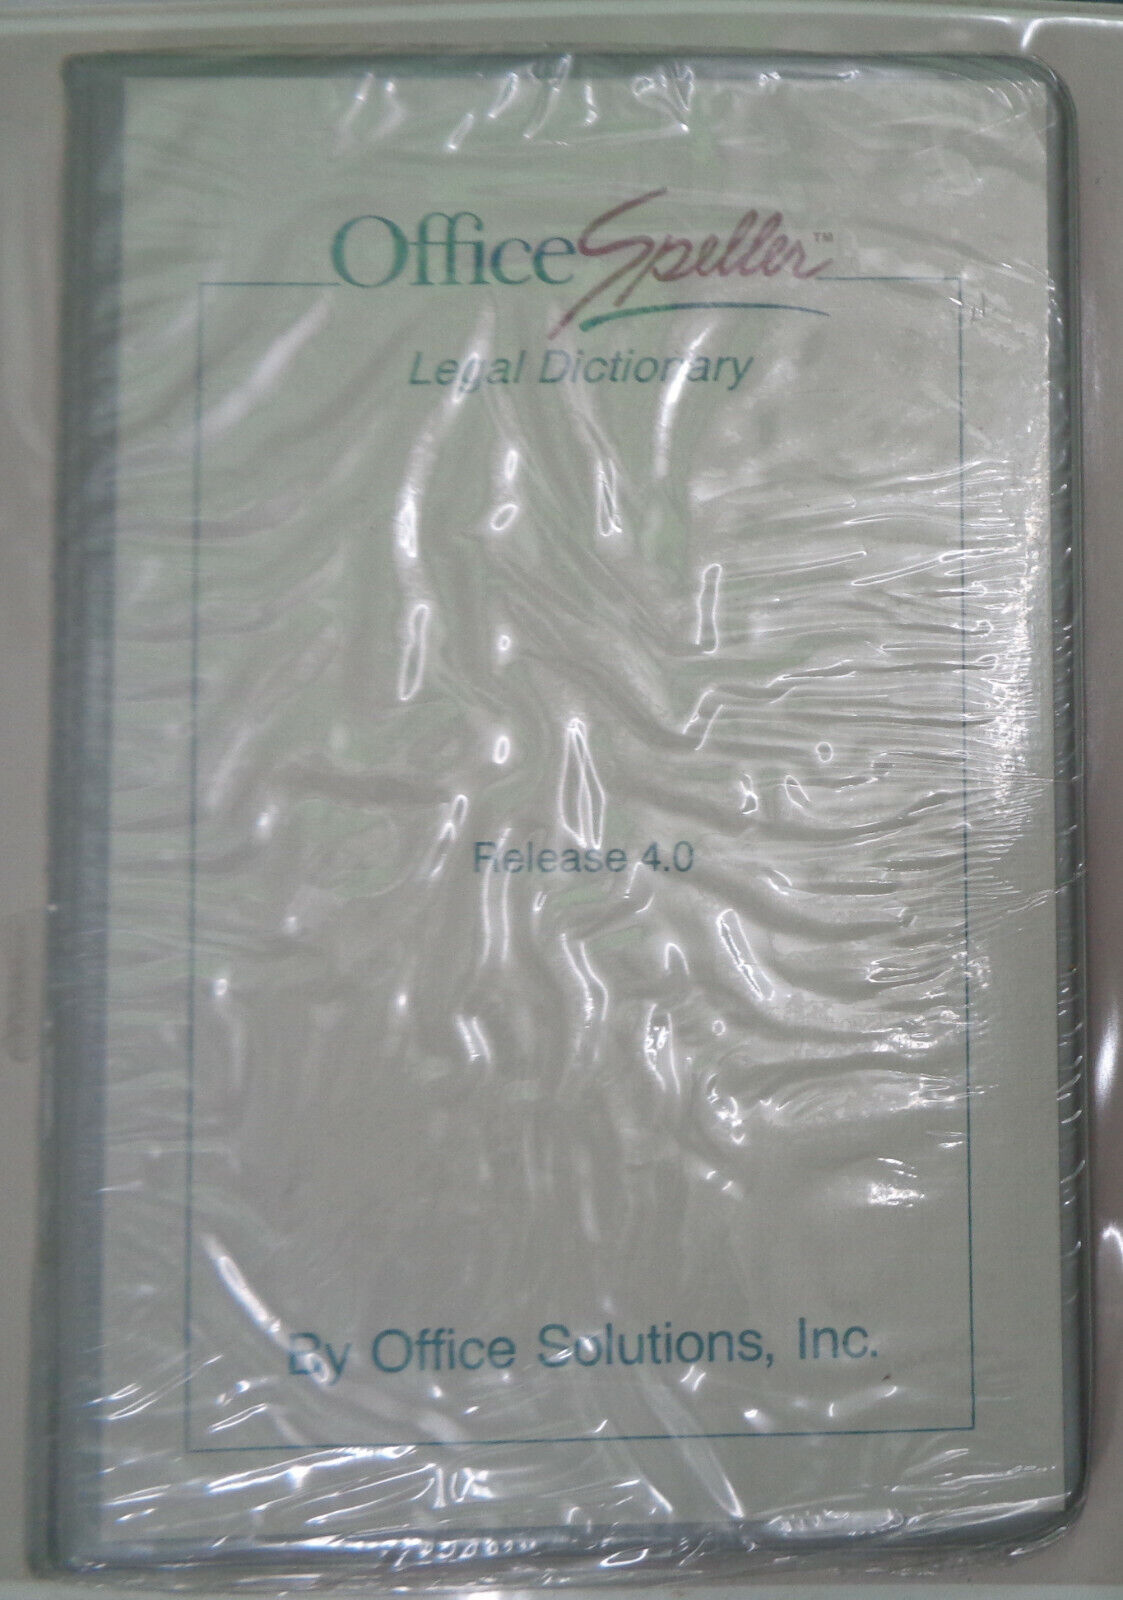 OfficeSpeller™
Legal Dictionary
Release 4.0
By Office Solutions, Inc.